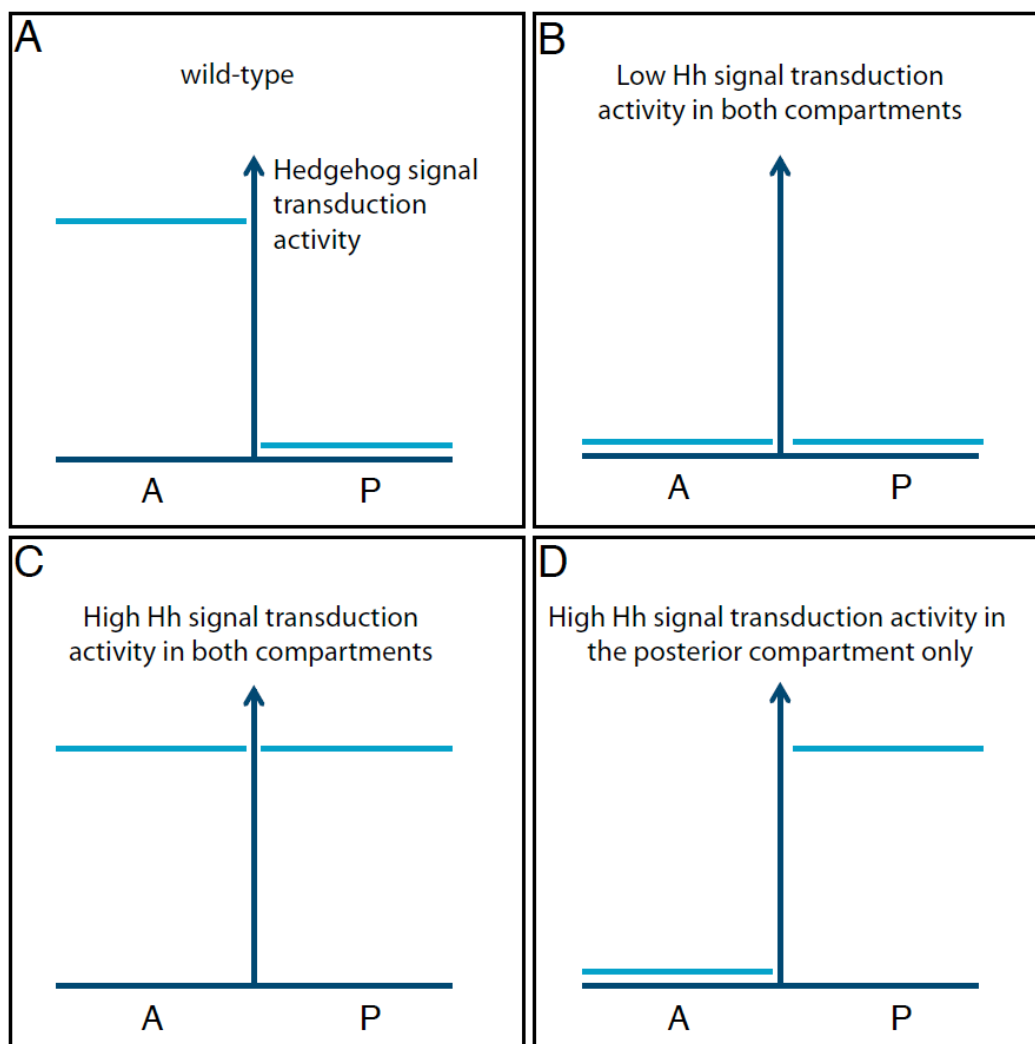 A
wild-type
Hedgehog signal
transduction
activity
A
P
B
Low Hh signal transduction
activity in both compartments
A
P
C
High Hh signal transduction
activity in both compartments
A
P
D
High Hh signal transduction activity in
the posterior compartment only
A
P